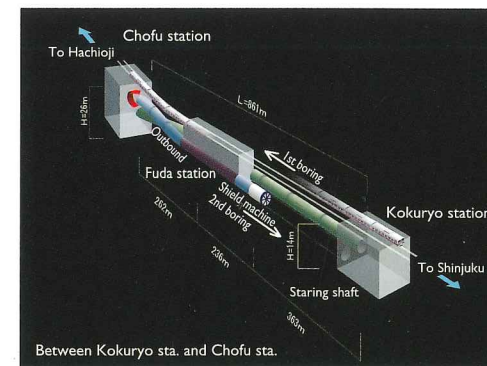 Chofu station
To Hachioji
H=26m
L=861m
Outbound
1st boring
Fuda station
Shield machine
2nd boring
Kokuryo station
262m
236m
H=14m
To Shinjuku
Staring shaft
363m
Between Kokuryo sta. and Chofu sta.